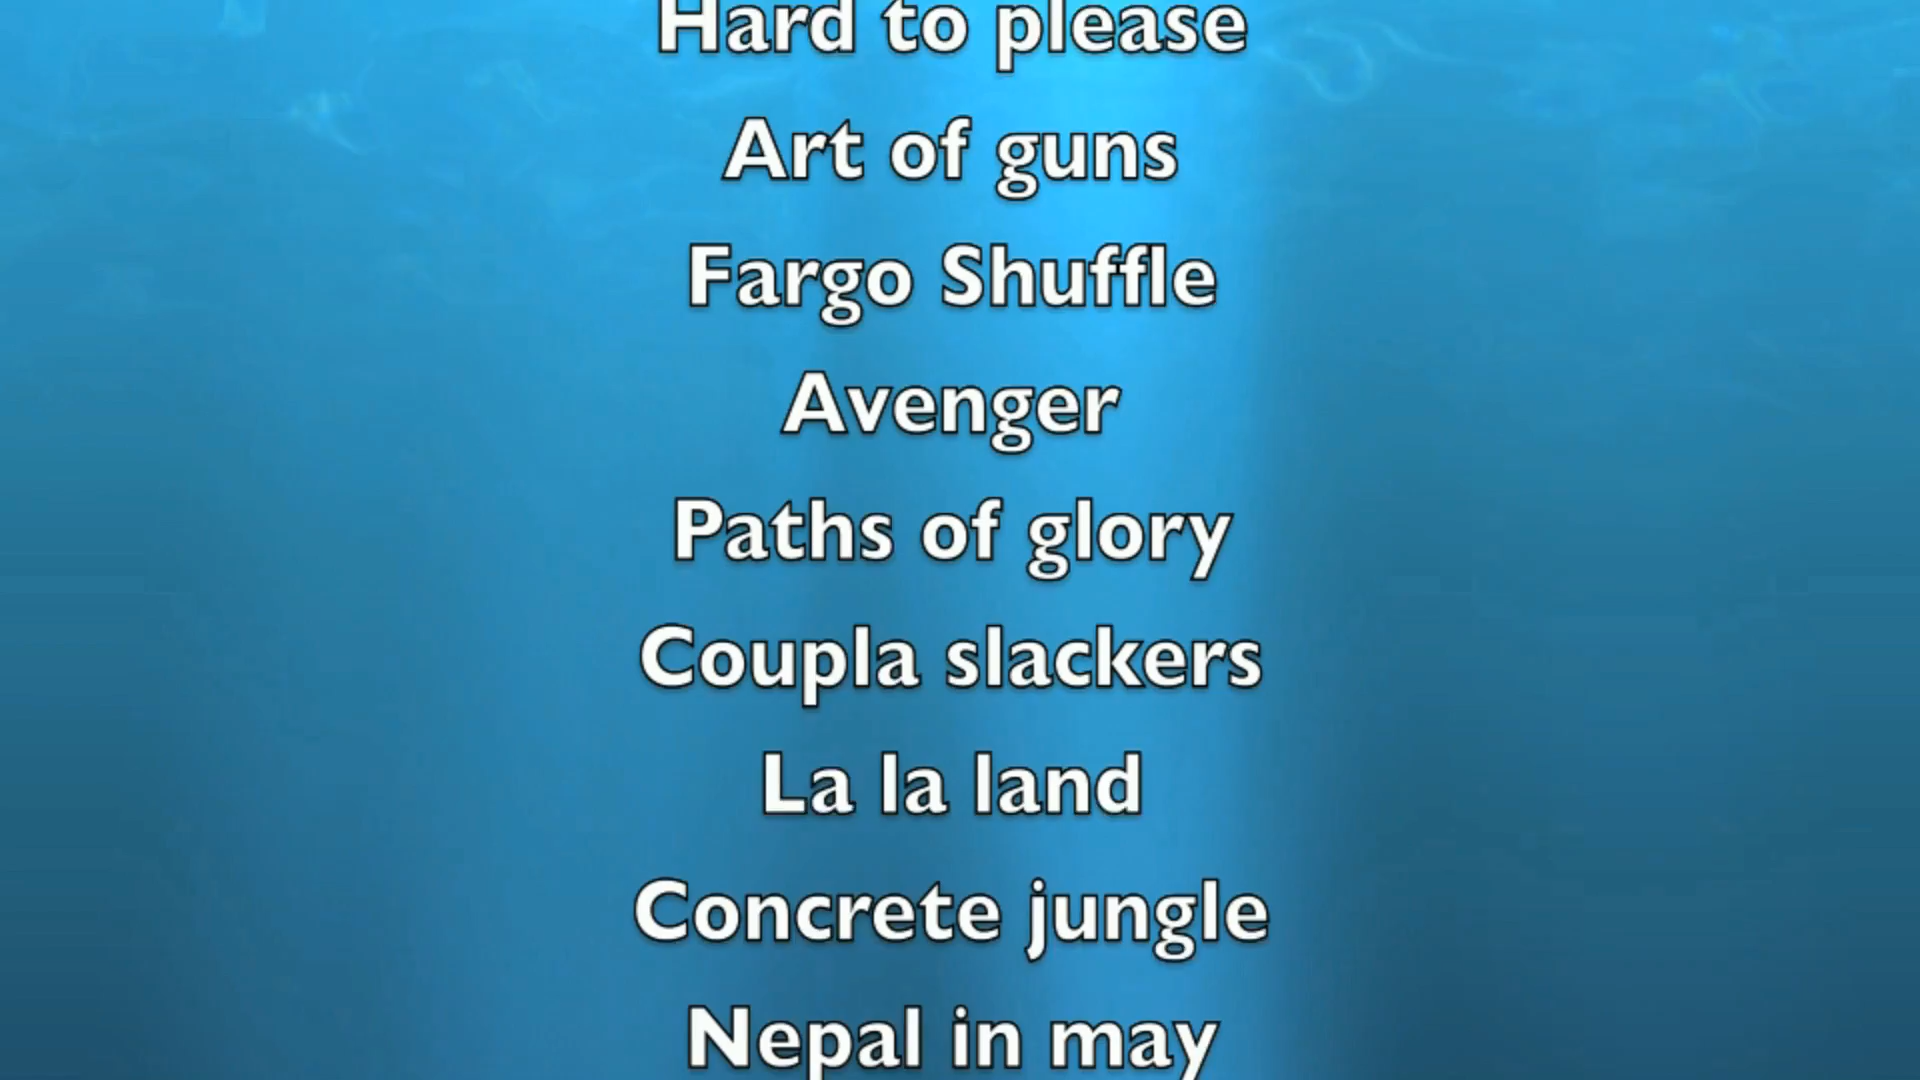 Hard to please
Art of guns
Fargo Shuffle
Avenger
Paths of glory
Coupla slackers
La la land
Concrete jungle
Nepal in may